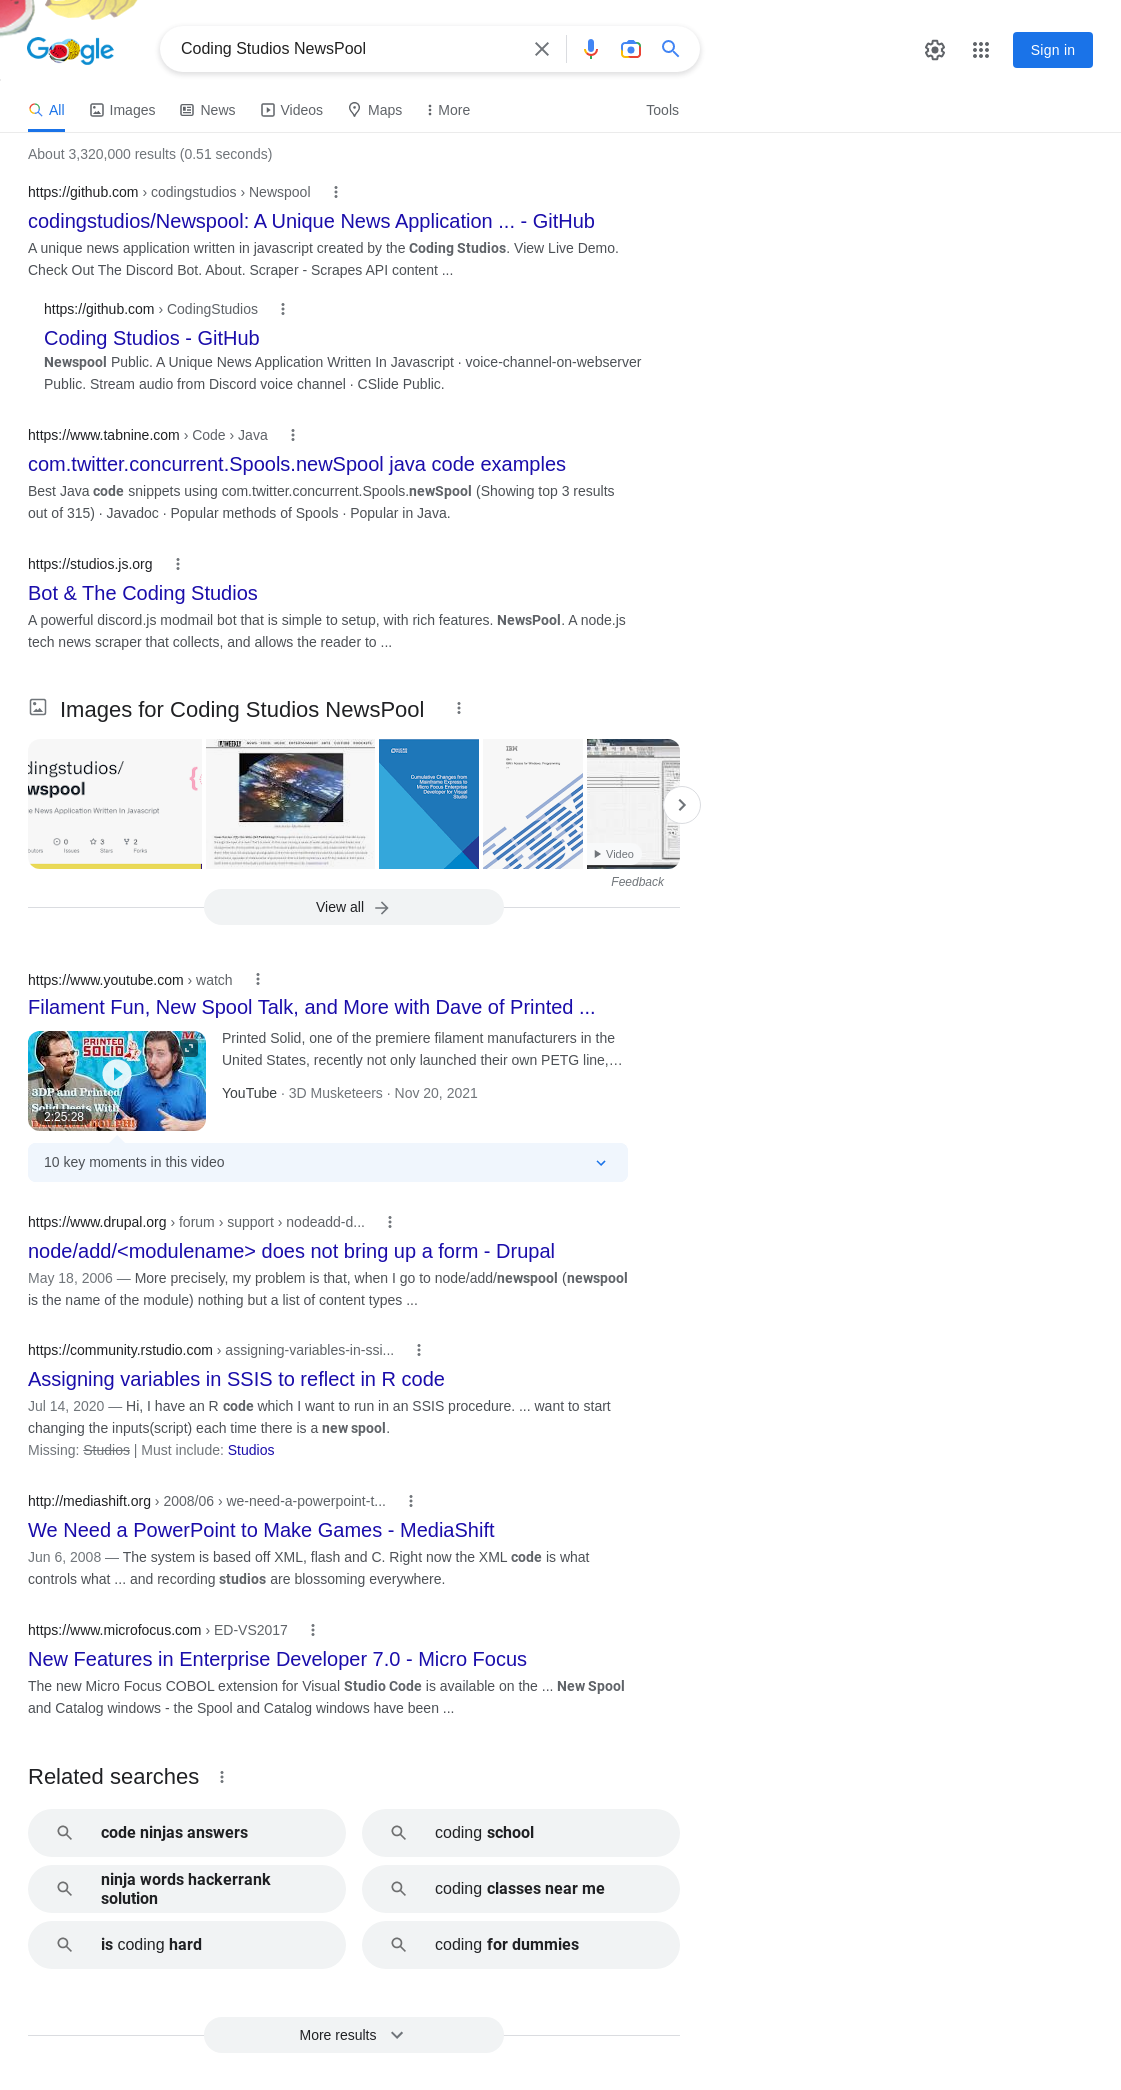 Google
Coding Studios NewsPool
Sign in
All
Images
News
Videos
Maps
More
Tools
About 3,320,000 results (0.51 seconds)
https://github.com › codingstudios › Newspool
codingstudios/Newspool: A Unique News Application ... - GitHub
A unique news application written in javascript created by the Coding Studios. View Live Demo.
Check Out The Discord Bot. About. Scraper - Scrapes API content ...
https://github.com › CodingStudios
Coding Studios - GitHub
Newspool Public. A Unique News Application Written In Javascript · voice-channel-on-webserver
Public. Stream audio from Discord voice channel · CSlide Public.
https://www.tabnine.com › Code › Java
com.twitter.concurrent.Spools.newSpool java code examples
Best Java code snippets using com.twitter.concurrent.Spools.newSpool (Showing top 3 results
out of 315) · Javadoc · Popular methods of Spools · Popular in Java.
https://studios.js.org
Bot & The Coding Studios
A powerful discord.js modmail bot that is simple to setup, with rich features. NewsPool. A node.js
tech news scraper that collects, and allows the reader to ...
Images for Coding Studios NewsPool
dingstudios/
wspool
e News Application Written In Javascript
0
3
2
Issues
Stars
Forks
Cumulative Changes from
Mainframe Express to
Micro Focus Enterprise
Developer for Visual
Studio
IBM
Video
Feedback
View all
https://www.youtube.com › watch
Filament Fun, New Spool Talk, and More with Dave of Printed ...
PRINTED
SOLID
3DP and Printed
Solid Deets With
2:25:28
Printed Solid, one of the premiere filament manufacturers in the
United States, recently not only launched their own PETG line,…
YouTube · 3D Musketeers · Nov 20, 2021
10 key moments in this video
https://www.drupal.org › forum › support › nodeadd-d...
node/add/<modulename> does not bring up a form - Drupal
May 18, 2006 — More precisely, my problem is that, when I go to node/add/newspool (newspool
is the name of the module) nothing but a list of content types ...
https://community.rstudio.com › assigning-variables-in-ssi...
Assigning variables in SSIS to reflect in R code
Jul 14, 2020 — Hi, I have an R code which I want to run in an SSIS procedure. ... want to start
changing the inputs(script) each time there is a new spool.
Missing: Studios | Must include: Studios
http://mediashift.org › 2008/06 › we-need-a-powerpoint-t...
We Need a PowerPoint to Make Games - MediaShift
Jun 6, 2008 — The system is based off XML, flash and C. Right now the XML code is what
controls what ... and recording studios are blossoming everywhere.
https://www.microfocus.com › ED-VS2017
New Features in Enterprise Developer 7.0 - Micro Focus
The new Micro Focus COBOL extension for Visual Studio Code is available on the ... New Spool
and Catalog windows - the Spool and Catalog windows have been ...
Related searches
code ninjas answers
coding school
ninja words hackerrank
solution
coding classes near me
is coding hard
coding for dummies
More results